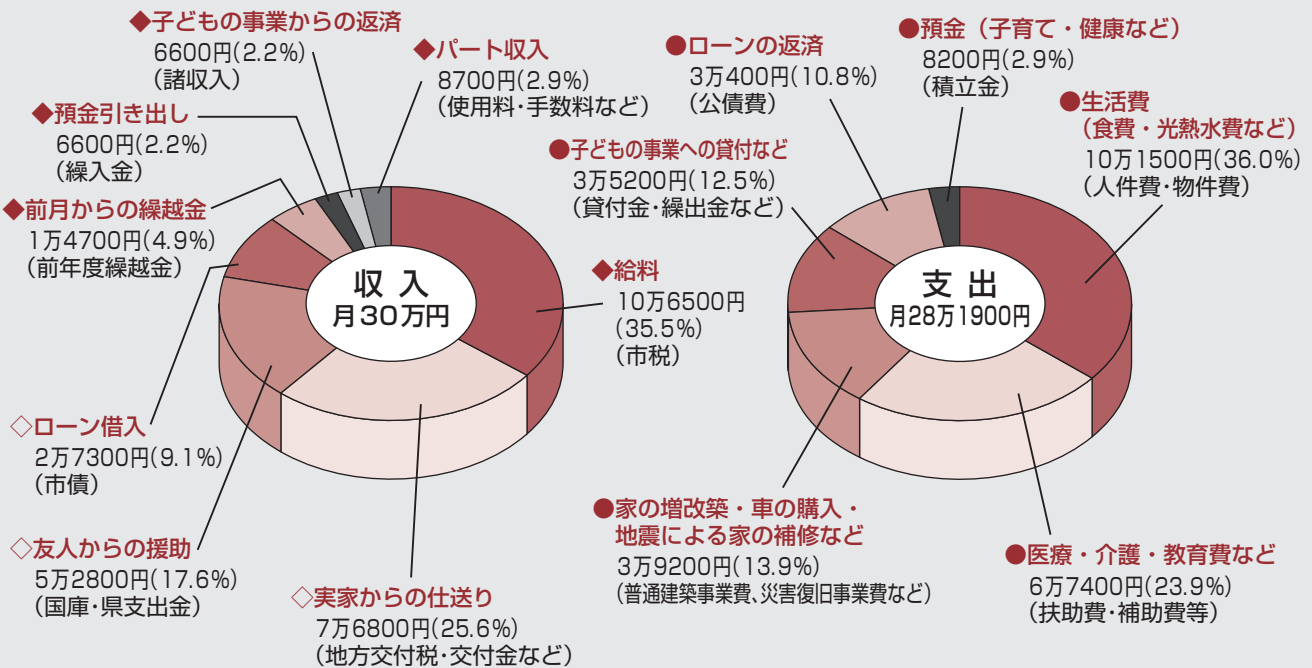 ◆子どもの事業からの返済
6600円(2.2%)
(諸収入)
◆パート収入
8700円(2.9%)
(使用料・手数料など)
◆預金引き出し
6600円(2.2%)
(繰入金)
◆前月からの繰越金
1万4700円(4.9%)
(前年度繰越金)
収 入
月30万円
◆給料
10万6500円
(35.5%)
(市税)
◇ローン借入
2万7300円(9.1%)
(市債)
◇友人からの援助
5万2800円(17.6%)
(国庫・県支出金)
◇実家からの仕送り
7万6800円(25.6%)
(地方交付税・交付金など)
●預金(子育て・健康など)
8200円(2.9%)
(積立金)
●ローンの返済
3万400円(10.8%)
(公債費)
●生活費
(食費・光熱水費など)
10万1500円(36.0%)
(人件費・物件費)
●子どもの事業への貸付など
3万5200円(12.5%)
(貸付金・繰出金など)
支 出
月28万1900円
●家の増改築・車の購入・
地震による家の補修など
3万9200円(13.9%)
(普通建築事業費、災害復旧事業費など)
●医療・介護・教育費など
6万7400円(23.9%)
(扶助費・補助費等)